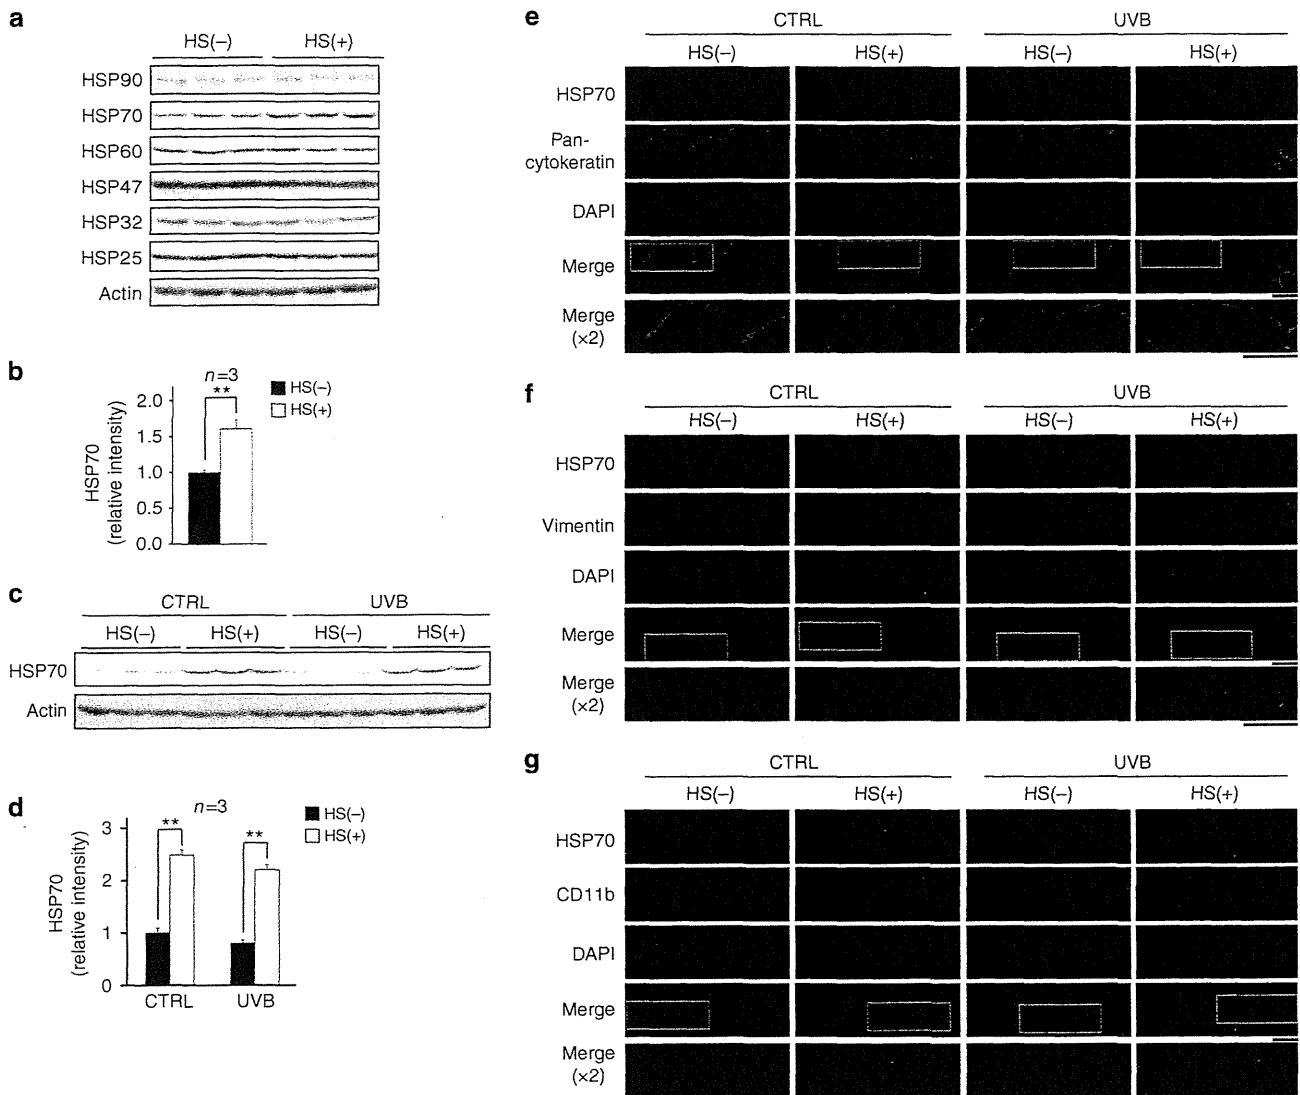 a
HS(–) HS(+)
HSP90
HSP70
HSP60
HSP47
HSP32
HSP25
Actin
b
n=3
**
HS(–)
HS(+)
HSP70
(relative intensity)
2.0
1.5
1.0
0.5
0.0
c
CTRL UVB
HS(–) HS(+) HS(–) HS(+)
HSP70
Actin
d
n=3
** **
HS(–)
HS(+)
HSP70
(relative intensity)
3
2
1
0
CTRL UVB
e
CTRL UVB
HS(–) HS(+) HS(–) HS(+)
HSP70
Pan-
cytokeratin
DAPI
Merge
Merge
(×2)
f
CTRL UVB
HS(–) HS(+) HS(–) HS(+)
HSP70
Vimentin
DAPI
Merge
Merge
(×2)
g
CTRL UVB
HS(–) HS(+) HS(–) HS(+)
HSP70
CD11b
DAPI
Merge
Merge
(×2)